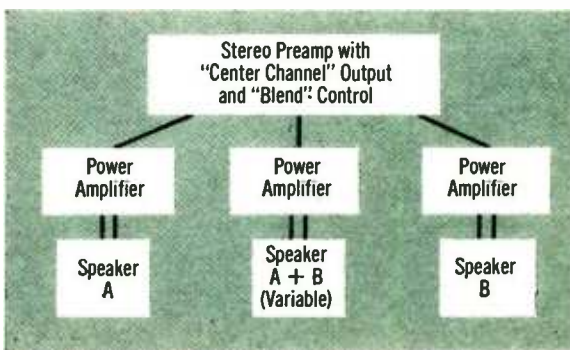 Stereo Preamp with
"Center Channel" Output
and "Blend": Control
Power
Amplifier
Power
Amplifier
Power
Amplifier
Speaker
A
Speaker
A + B
(Variable)
Speaker
B